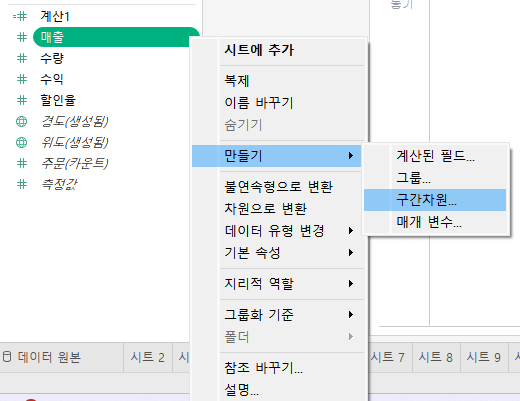 계산1
매출
수량
수익
할인율
경도(생성됨)
위도(생성됨)
주문(카운트)
측정값
시트에 추가
복제
이름 바꾸기
숨기기
만들기
불연속형으로 변환
차원으로 변환
데이터 유형 변경
기본 속성
지리적 역할
그룹화 기준
폴더
참조 바꾸기...
설명...
계산된 필드...
그룹...
구간차원...
매개 변수...
데이터 원본
시트 2
시트 7
시트 8
시트 9